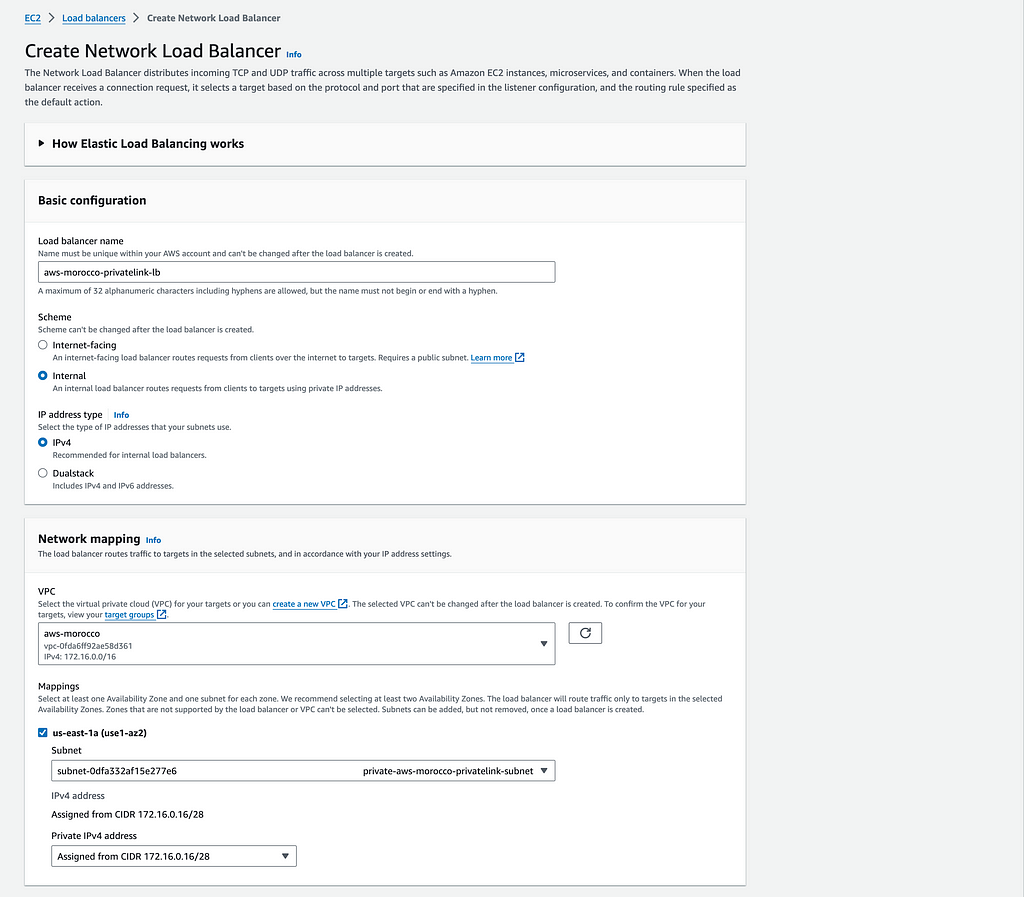 EC2 > Load balancers > Create Network Load Balancer
Create Network Load Balancer Info
The Network Load Balancer distributes incoming TCP and UDP traffic across multiple targets such as Amazon EC2 instances, microservices, and containers. When the load
balancer receives a connection request, it selects a target based on the protocol and port that are specified in the listener configuration, and the routing rule specified as
the default action.
How Elastic Load Balancing works
Basic configuration
Load balancer name
Name must be unique within your AWS account and can't be changed after the load balancer is created.
aws-morocco-privatelink-lb
A maximum of 32 alphanumeric characters including hyphens are allowed, but the name must not begin or end with a hyphen.
Scheme
Scheme can't be changed after the load balancer is created.
Internet-facing
An internet-facing load balancer routes requests from clients over the internet to targets. Requires a public subnet. Learn more
Internal
An internal load balancer routes requests from clients to targets using private IP addresses.
IP address type Info
Select the type of IP addresses that your subnets use.
IPv4
Recommended for internal load balancers.
Dualstack
Includes IPv4 and IPv6 addresses.
Network mapping Info
The load balancer routes traffic to targets in the selected subnets, and in accordance with your IP address settings.
VPC
Select the virtual private cloud (VPC) for your targets or you can create a new VPC. The selected VPC can't be changed after the load balancer is created. To confirm the VPC for your
targets, view your target groups.
aws-morocco
vpc-0fda6ff92ae58d361
IPv4: 172.16.0.0/16
Mappings
Select at least one Availability Zone and one subnet for each zone. We recommend selecting at least two Availability Zones. The load balancer will route traffic only to targets in the selected
Availability Zones. Zones that are not supported by the load balancer or VPC can't be selected. Subnets can be added, but not removed, once a load balancer is created.
us-east-1a (use1-az2)
Subnet
subnet-0dfa332af15e277e6 private-aws-morocco-privatelink-subnet
IPv4 address
Assigned from CIDR 172.16.0.16/28
Private IPv4 address
Assigned from CIDR 172.16.0.16/28